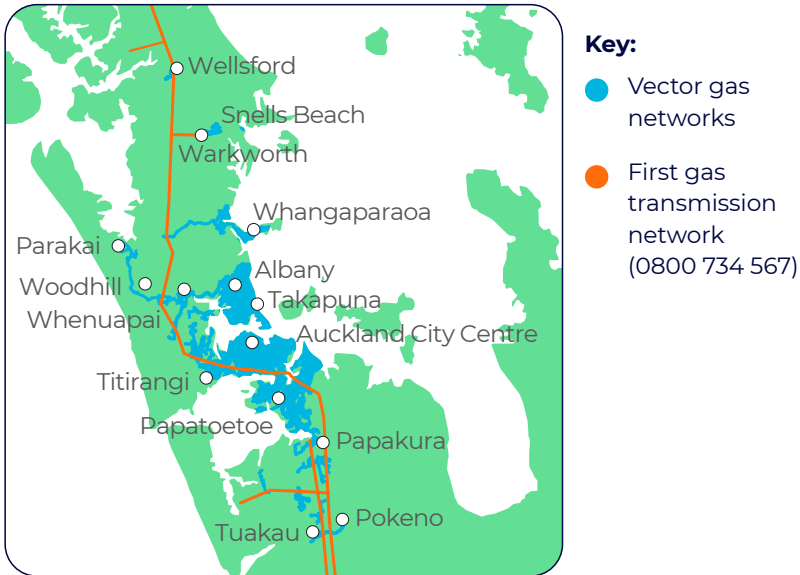 Wellsford
Snells Beach
Warkworth
Whangaparaoa
Parakai
Albany
Woodhill
Takapuna
Whenuapai
Auckland City Centre
Titirangi
Papatoetoe
Papakura
Pokeno
Tuakau
Key:
Vector gas
networks
First gas
transmission
network
(0800 734 567)